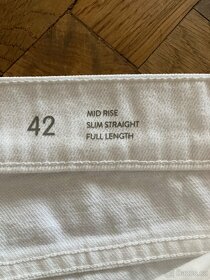 42
MID RISE
SLIM STRAIGHT
FULL LENGTH